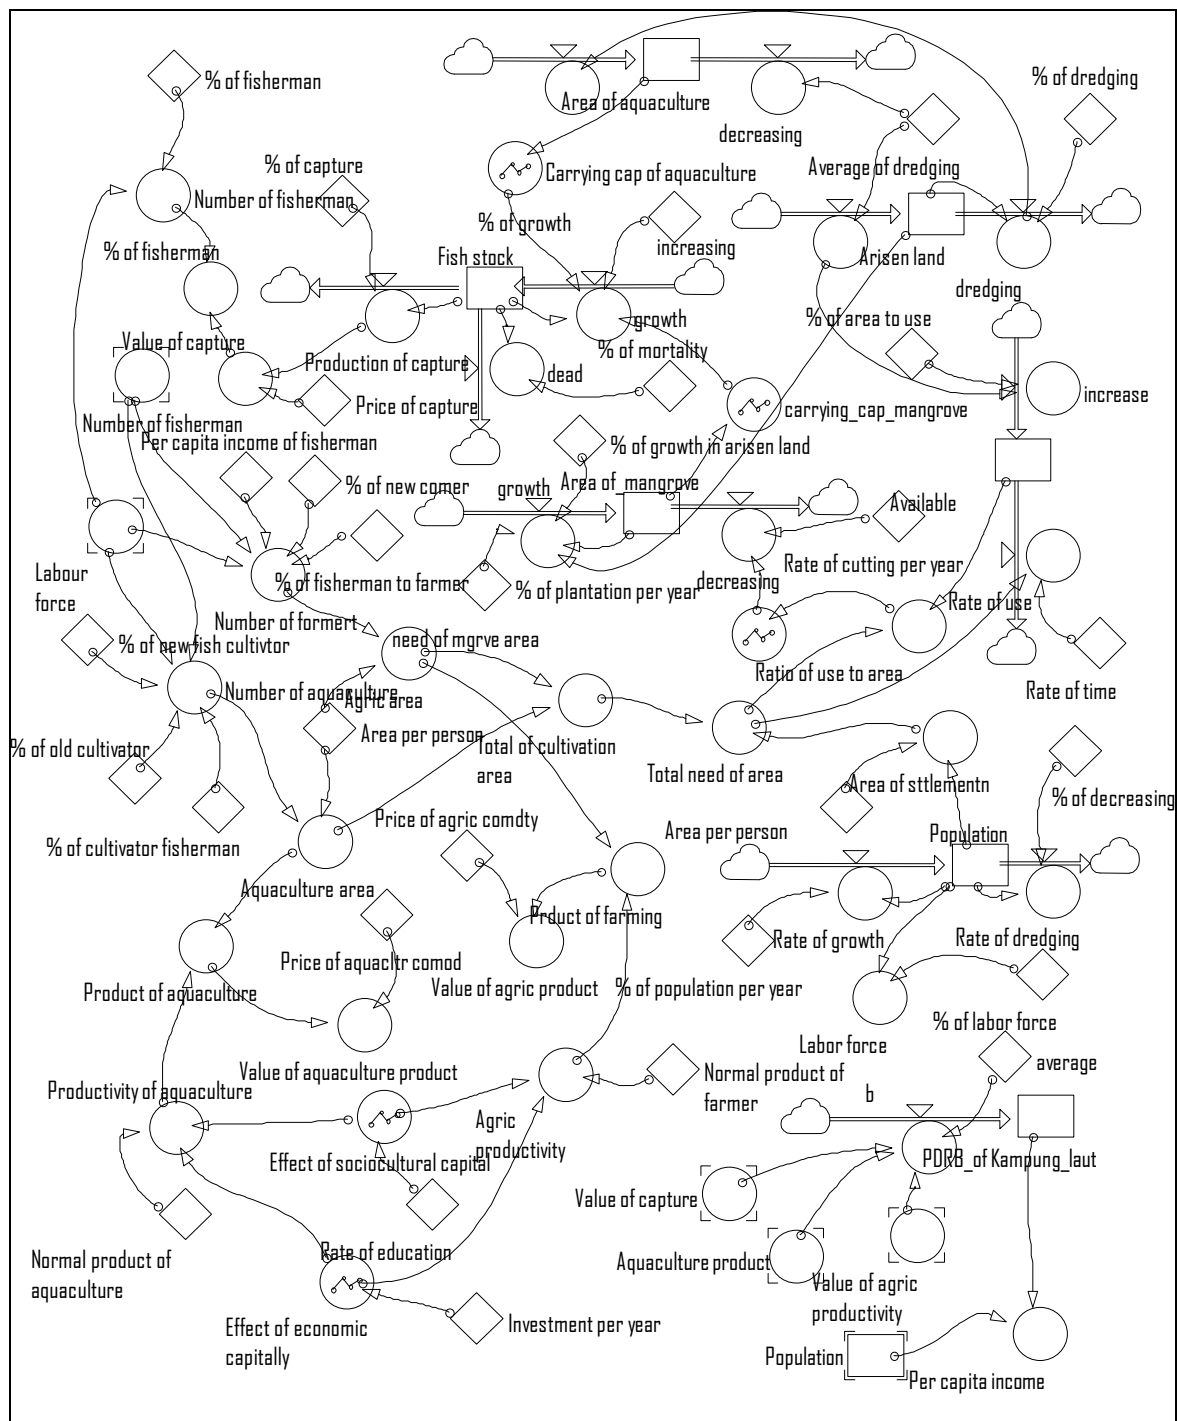 % of fisherman
% of dredging
Area of aquaculture
decreasing
% of capture
Carrying cap of aquaculture
Average of dredging
Number of fisherman
% of growth
increasing
% of fisherman
Fish stock
Arisen land
dredging
growth
% of area to use
Value of capture
Production of capture
% of mortality
dead
increase
Price of capture
carrying_cap_mangrove
Number of fisherman
Per capita income of fisherman
% of growth in arisen land
% of new comer
growth
Area of_mangrove
Available
Labour
force
% of fisherman to farmer
% of plantation per year
decreasing
Rate of cutting per year
Rate of use
Number of formert
% of new fish cultivtor
need of mgrve area
Ratio of use to area
Number of aquaculture
Agric area
Rate of time
% of old cultivator
Area per person
Total of cultivation
area
Total need of area
Area of sttlementn
% of decreasing
Price of agric comdty
Area per person
Population
% of cultivator fisherman
Aquaculture area
Prduct of farming
Rate of growth
Rate of dredging
Price of aquacltr comod
Product of aquaculture
Value of agric product
% of population per year
% of labor force
Labor force
Value of aquaculture product
average
Productivity of aquaculture
Normal product of
farmer
b
Agric
productivity
Effect of sociocultural capital
PDRB_of Kampung_laut
Value of capture
Normal product of
aquaculture
Rate of education
Aquaculture product
Value of agric
productivity
Effect of economic
capitally
Investment per year
Population
Per capita income